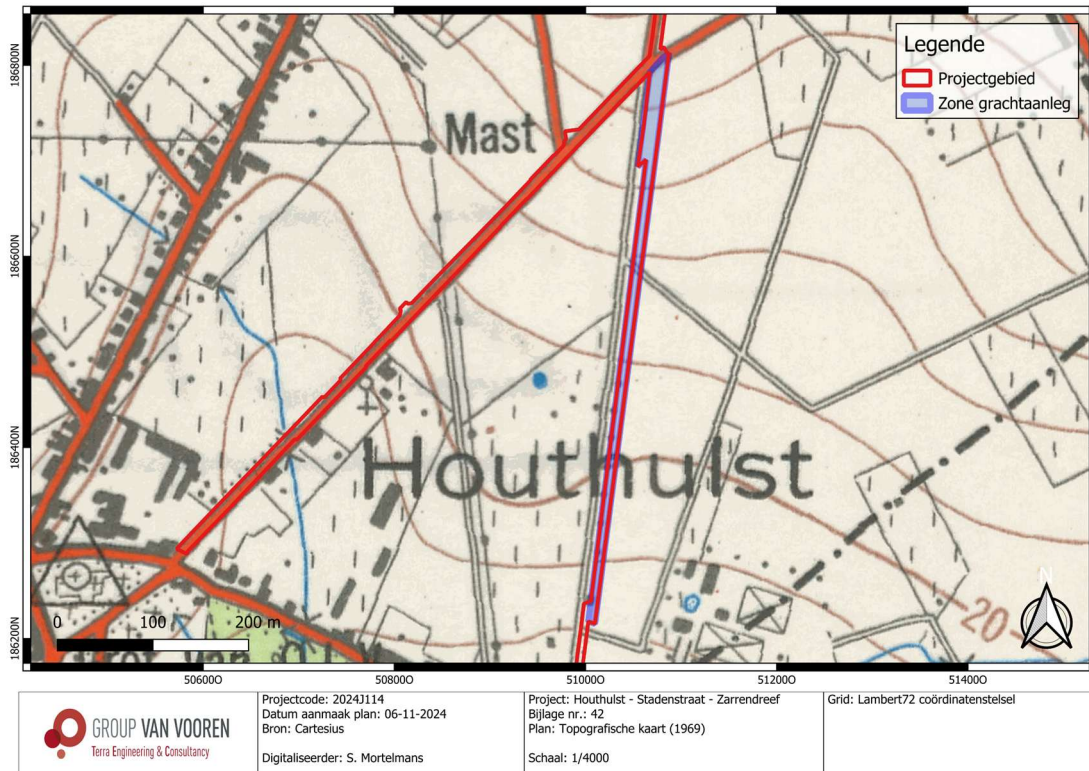 Legende
Projectgebied
Zone grachtaanleg
Mast
Houthulst
20
N
0 100 200 m
186800N
186600N
186400N
186200N
506000 508000 510000 512000 514000
GROUP VAN VOOREN
Terra Engineering & Consultancy
Projectcode: 2024J114
Datum aanmaak plan: 06-11-2024
Bron: Cartesius
Digitaliseerder: S. Mortelmans
Project: Houthulst - Stadenstraat - Zarrendreef
Bijlage nr.: 42
Plan: Topografische kaart (1969)
Schaal: 1/4000
Grid: Lambert72 coördinatenstelsel